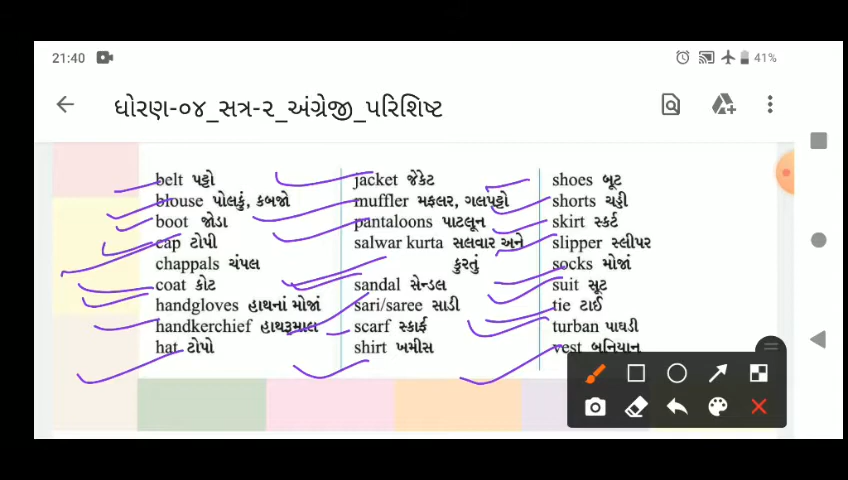 21:40
41%
ધોરણ-૦૪_સત્ર-૨_અંગ્રેજી_પરિશિષ્ટ
belt પટ્ટો
blouse પોલકું, કબજો
boot જોડા
cap ટોપી
chappals ચંપલ
coat કોટ
handgloves હાથનાં મોજાં
handkerchief હાથરૂમાલ
hat ટોપો
jacket જેકેટ
muffler મફલર, ગલપટ્ટો
pantaloons પાટલૂન
salwar kurta સલવાર અને
કુરતું
sandal સેન્ડલ
sari/saree સાડી
scarf સ્કાર્ફ
shirt ખમીસ
shoes બૂટ
shorts ચડ્ડી
skirt સ્કર્ટ
slipper સ્લીપર
socks મોજાં
suit સૂટ
tie ટાઈ
turban પાઘડી
vest બનિયાન